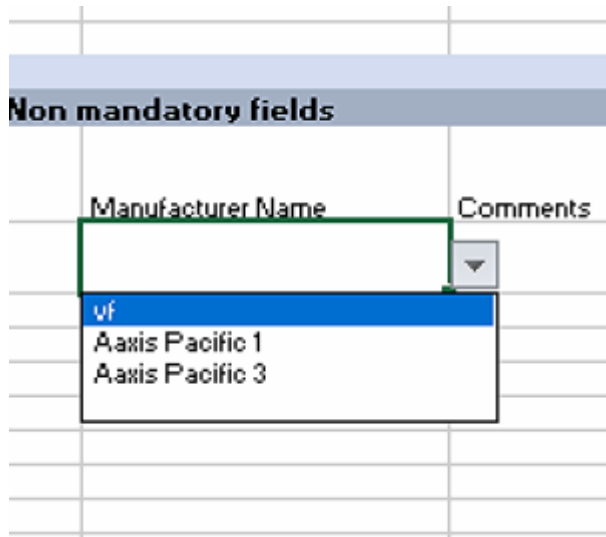 Non mandatory fields
Manufacturer Name
Comments
vf
Aaxis Pacific 1
Aaxis Pacific 3